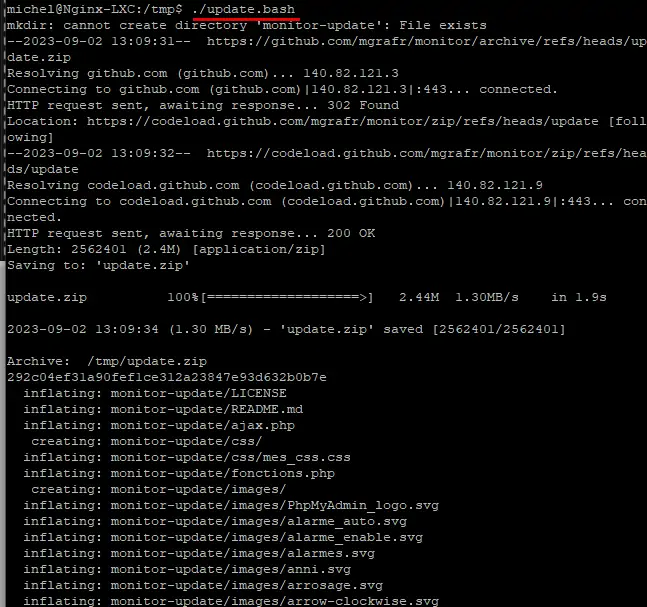 michel@Nginx-LXC:/tmp$ ./update.bash
mkdir: cannot create directory 'monitor-update': File exists
--2023-09-02 13:09:31--  https://github.com/mgrafr/monitor/archive/refs/heads/up
date.zip
Resolving github.com (github.com)... 140.82.121.3
Connecting to github.com (github.com)|140.82.121.3|:443... connected.
HTTP request sent, awaiting response... 302 Found
Location: https://codeload.github.com/mgrafr/monitor/zip/refs/heads/update [foll
owing]
--2023-09-02 13:09:32--  https://codeload.github.com/mgrafr/monitor/zip/refs/hea
ds/update
Resolving codeload.github.com (codeload.github.com)... 140.82.121.9
Connecting to codeload.github.com (codeload.github.com)|140.82.121.9|:443... con
nected.
HTTP request sent, awaiting response... 200 OK
Length: 2562401 (2.4M) [application/zip]
Saving to: 'update.zip'
update.zip          100%[===================>]   2.44M  1.30MB/s    in 1.9s
2023-09-02 13:09:34 (1.30 MB/s) - 'update.zip' saved [2562401/2562401]
Archive:  /tmp/update.zip
292c04ef31a90fef1ce312a23847e93d632b0b7e
  inflating: monitor-update/LICENSE
  inflating: monitor-update/README.md
  inflating: monitor-update/ajax.php
   creating: monitor-update/css/
  inflating: monitor-update/css/mes_css.css
  inflating: monitor-update/fonctions.php
   creating: monitor-update/images/
  inflating: monitor-update/images/PhpMyAdmin_logo.svg
  inflating: monitor-update/images/alarme_auto.svg
  inflating: monitor-update/images/alarme_enable.svg
  inflating: monitor-update/images/alarmes.svg
  inflating: monitor-update/images/anni.svg
  inflating: monitor-update/images/arrosage.svg
  inflating: monitor-update/images/arrow-clockwise.svg